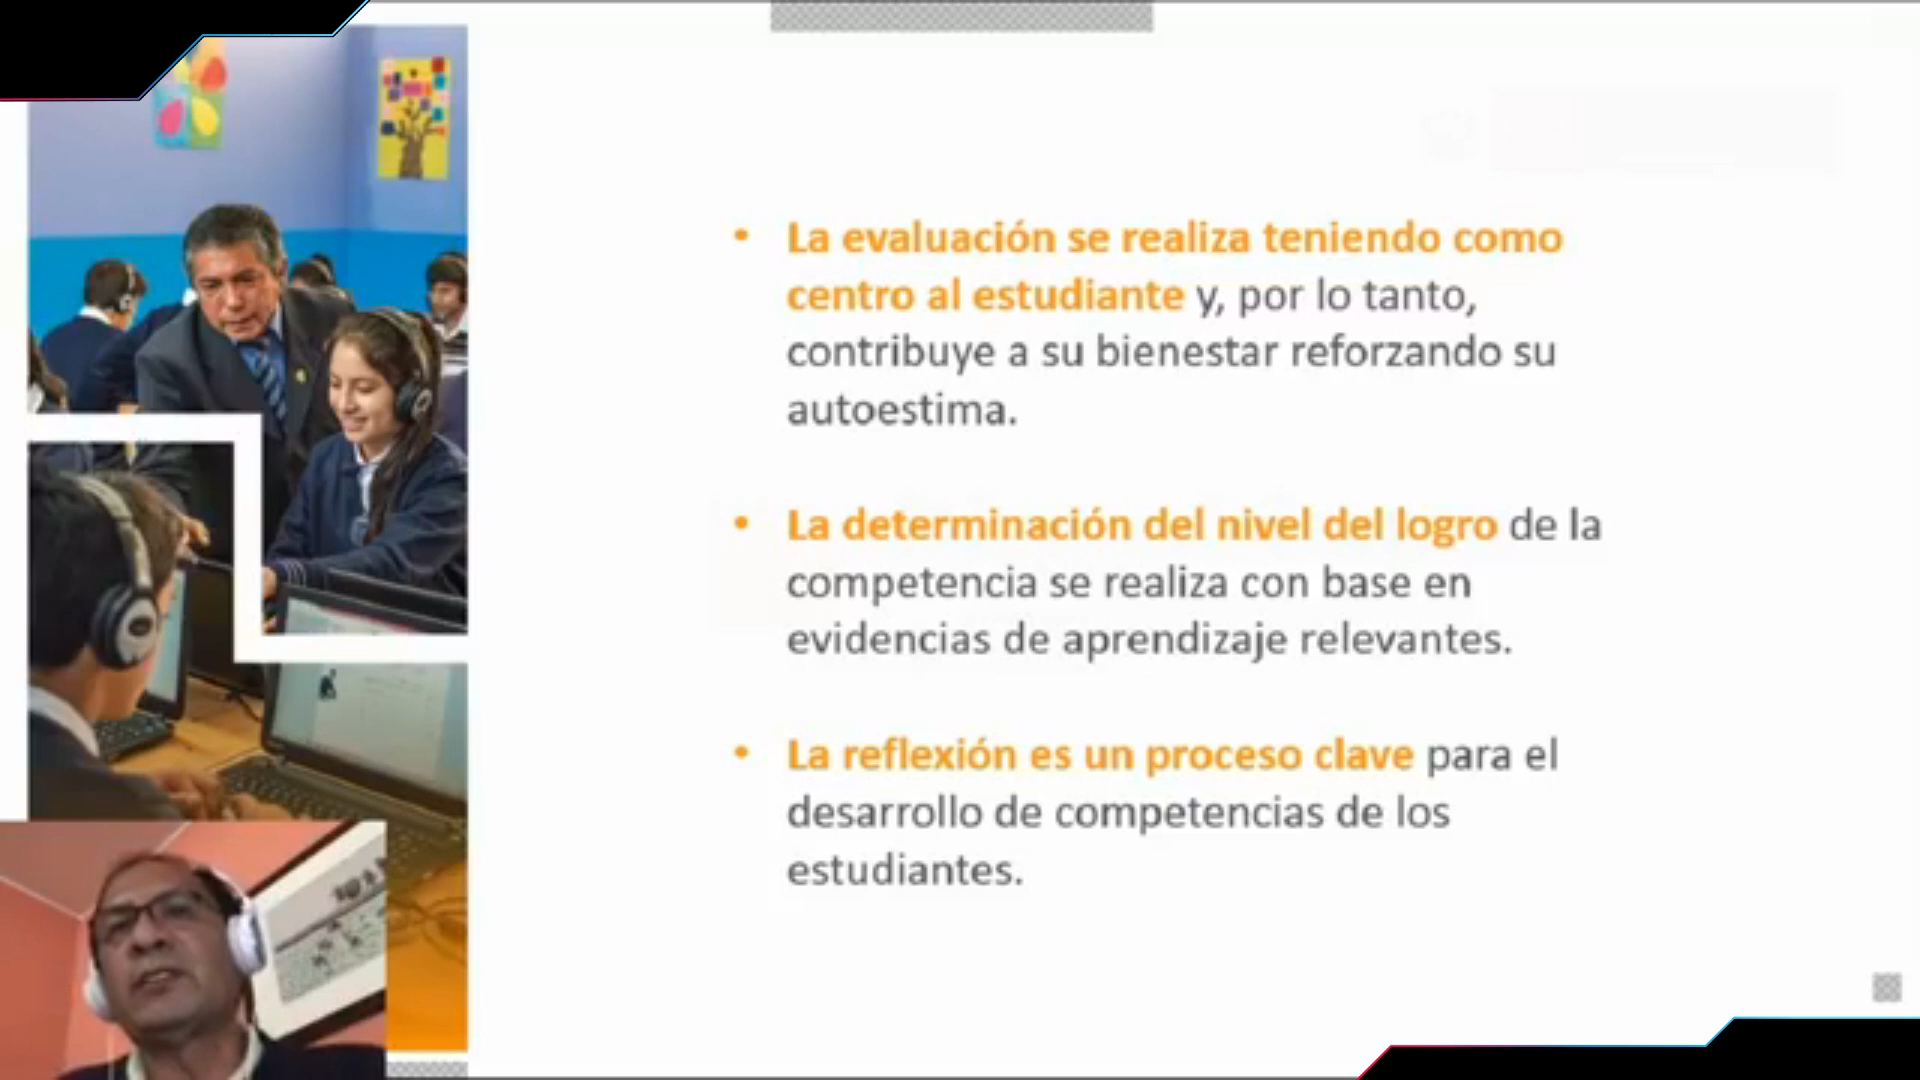 • La evaluación se realiza teniendo como
centro al estudiante y, por lo tanto,
contribuye a su bienestar reforzando su
autoestima.
• La determinación del nivel del logro de la
competencia se realiza con base en
evidencias de aprendizaje relevantes.
• La reflexión es un proceso clave para el
desarrollo de competencias de los
estudiantes.